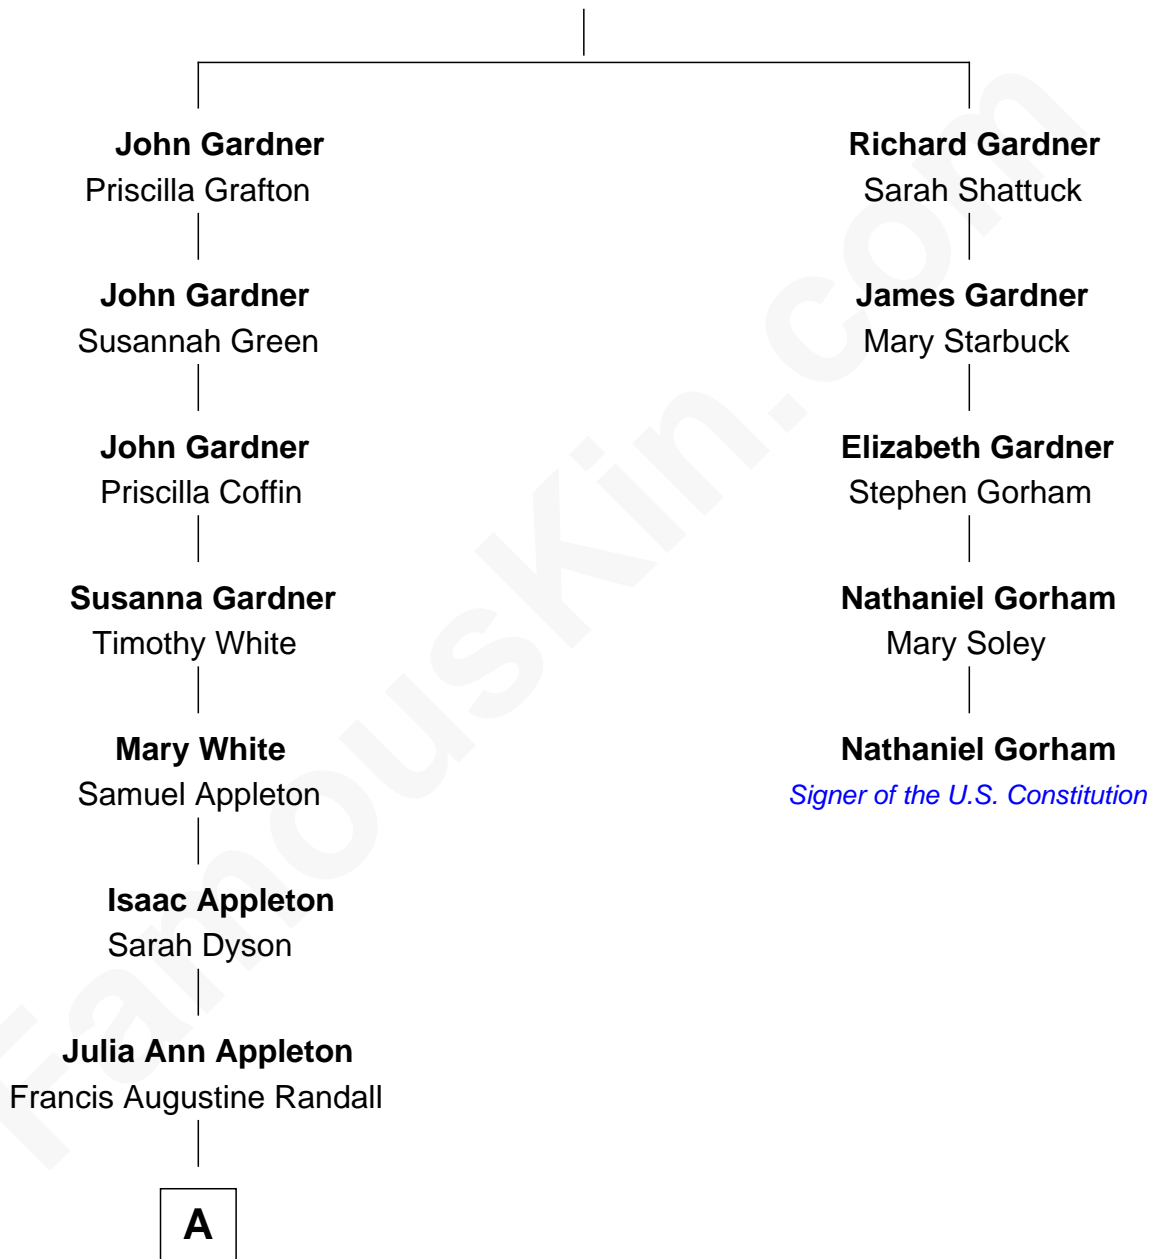 John Gardner
Priscilla Grafton
John Gardner
Susannah Green
John Gardner
Priscilla Coffin
Susanna Gardner
Timothy White
Mary White
Samuel Appleton
Isaac Appleton
Sarah Dyson
Julia Ann Appleton
Francis Augustine Randall
A
Richard Gardner
Sarah Shattuck
James Gardner
Mary Starbuck
Elizabeth Gardner
Stephen Gorham
Nathaniel Gorham
Mary Soley
Nathaniel Gorham
Signer of the U.S. Constitution
FamousKin.com